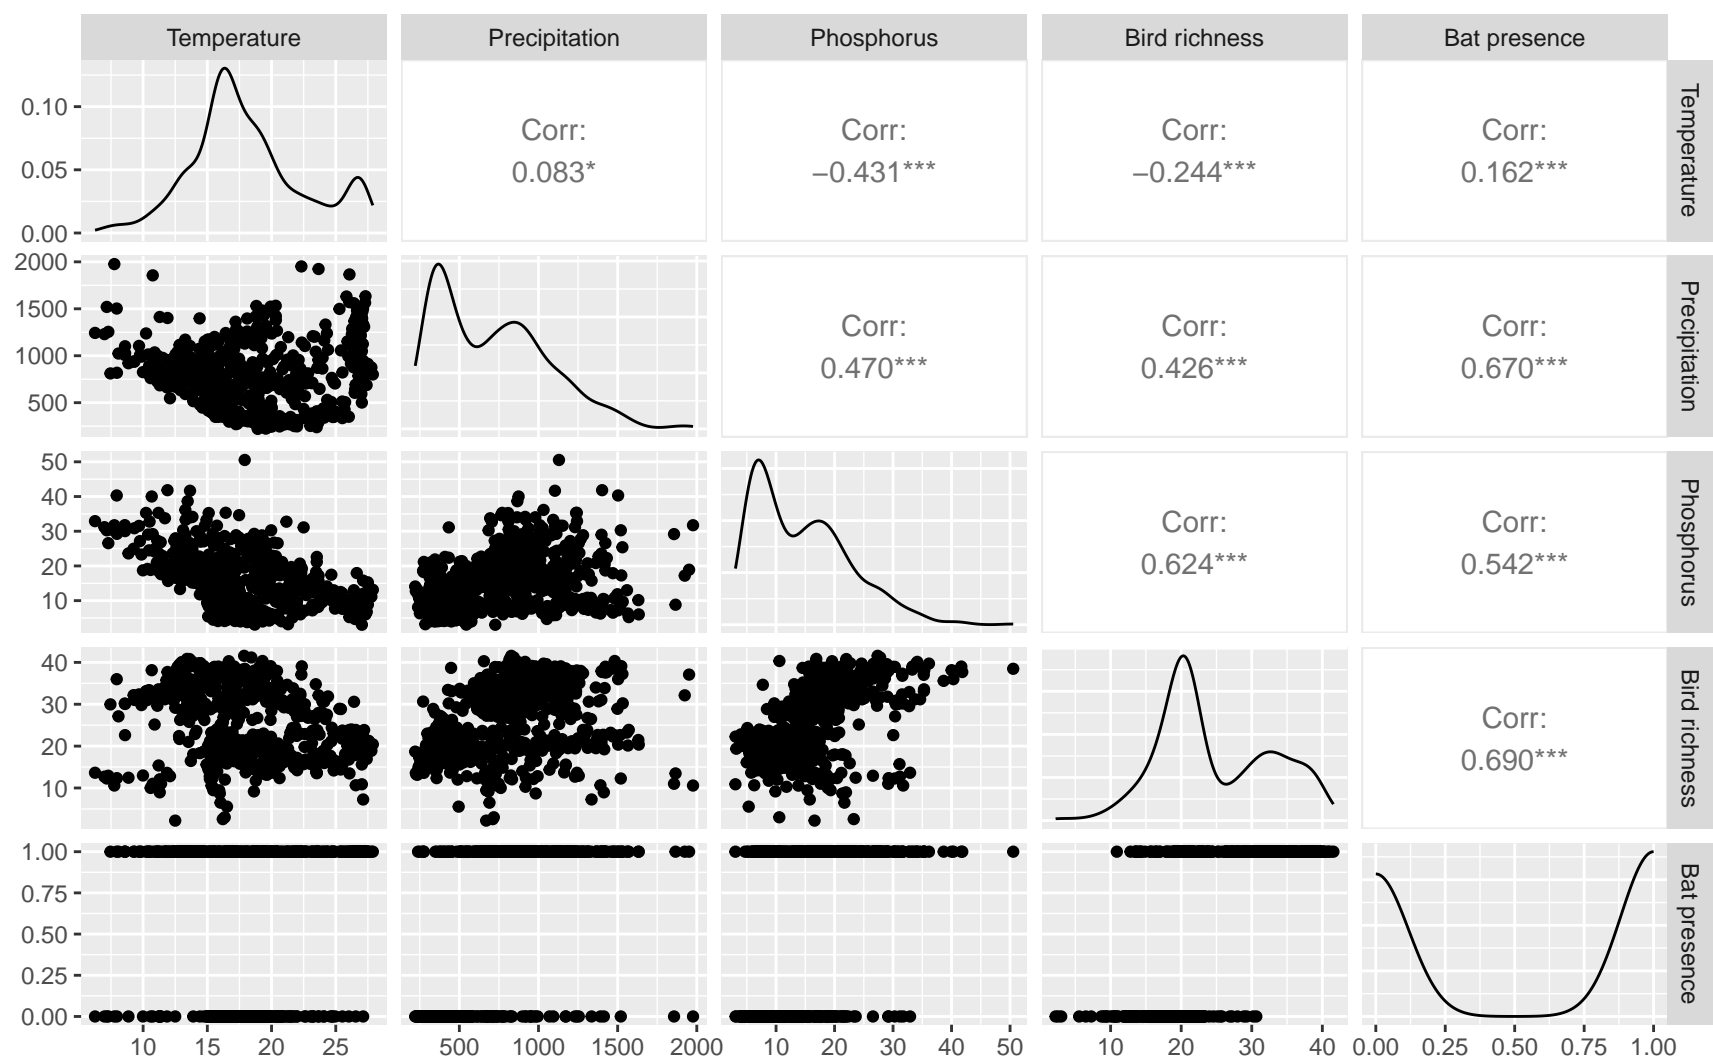 Temperature
Precipitation
Phosphorus
Bird richness
Bat presence
0.10
0.05
0.00
Corr:
0.083*
Corr:
−0.431***
Corr:
−0.244***
Corr:
0.162***
Temperature
2000
1500
1000
500
Corr:
0.470***
Corr:
0.426***
Corr:
0.670***
Precipitation
50
40
30
20
10
Corr:
0.624***
Corr:
0.542***
Phosphorus
40
30
20
10
Corr:
0.690***
Bird richness
1.00
0.75
0.50
0.25
0.00
Bat presence
10 15 20 25
500 1000 1500 2000
10 20 30 40 50
10 20 30 40
0.00 0.25 0.50 0.75 1.00